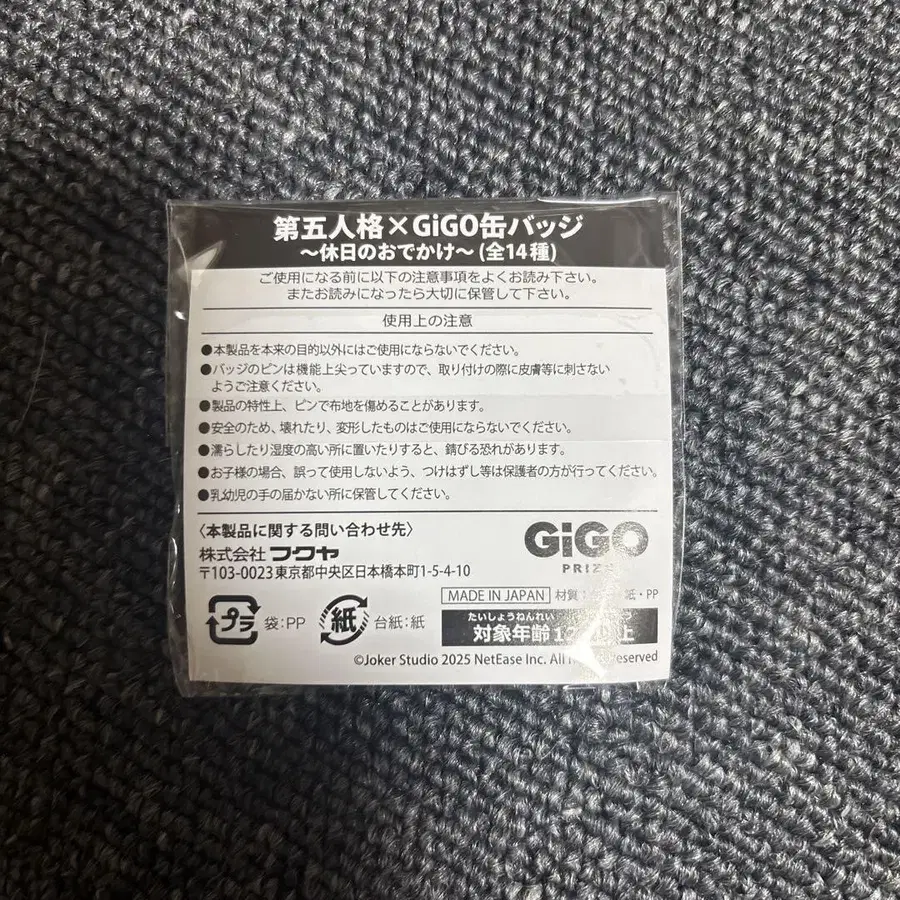 第五人格×GiGO缶バッジ
～休日のおでかけ～(全14種)
ご使用になる前に以下の注意事項をよくお読み下さい。
またお読みになったら大切に保管して下さい。
使用上の注意
●本製品を本来の目的以外にはご使用にならないでください。
●バッジのピンは機能上尖っていますので、取り付けの際に皮膚等に刺さない
ようご注意ください。
●製品の特性上、ピンで布地を傷めることがあります。
●安全のため、壊れたり、変形したものはご使用にならないでください。
●濡らしたり湿度の高い所に置いたりすると、錆びる恐れがあります。
●お子様の場合、誤って使用しないよう、つけはずし等は保護者の方が行ってください。
●乳幼児の手の届かない所に保管してください。
〈本製品に関する問い合わせ先〉
株式会社フクヤ
〒103-0023東京都中央区日本橋本町1-5-4-10
GiGO
PRIZE
MADE IN JAPAN 材質: 紙・PP
プラ 袋:PP 紙 台紙:紙
たいしょうねんれい
対象年齢 上
©Joker Studio 2025 NetEase Inc. All reserved